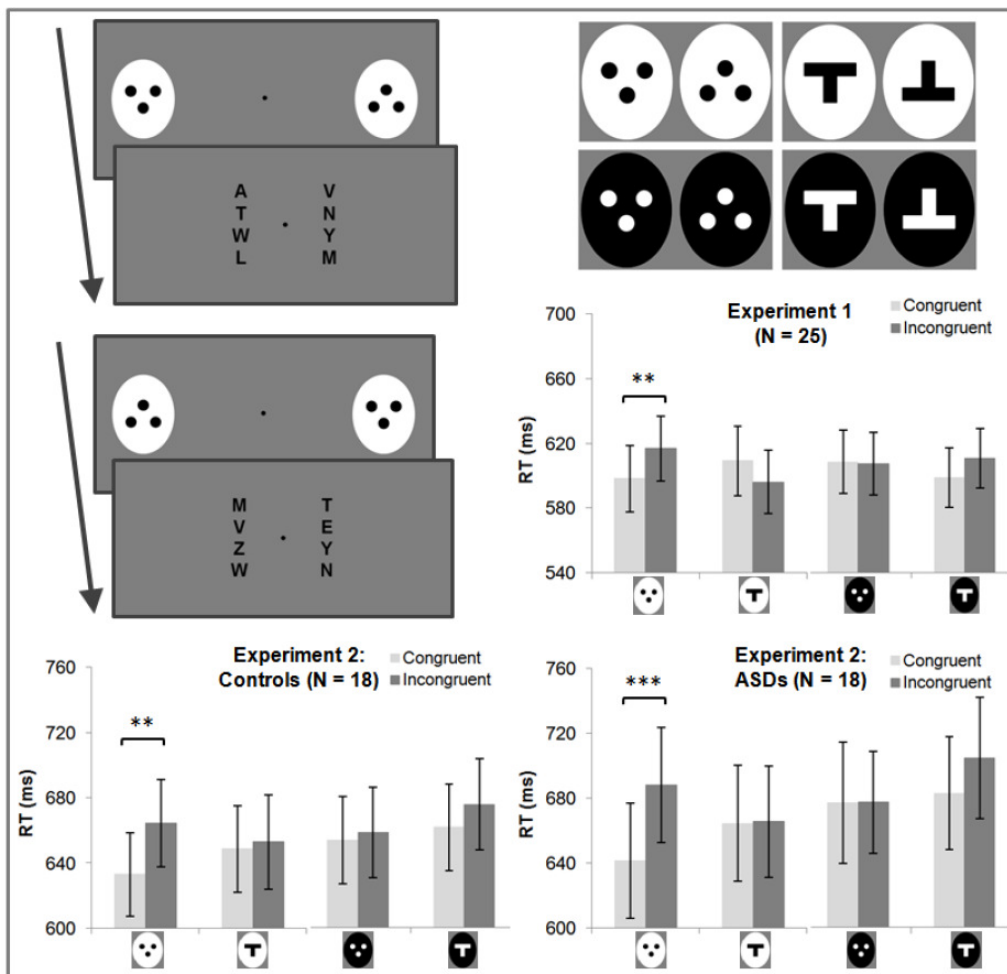 A V
T N
W Y
L M
M T
V E
Z Y
W N
Experiment 1
(N = 25)
Congruent
Incongruent
RT (ms)
700
660
620
580
540
**
Experiment 2:
Controls (N = 18)
Congruent
Incongruent
RT (ms)
760
720
680
640
600
**
Experiment 2:
ASDs (N = 18)
Congruent
Incongruent
RT (ms)
760
720
680
640
600
***